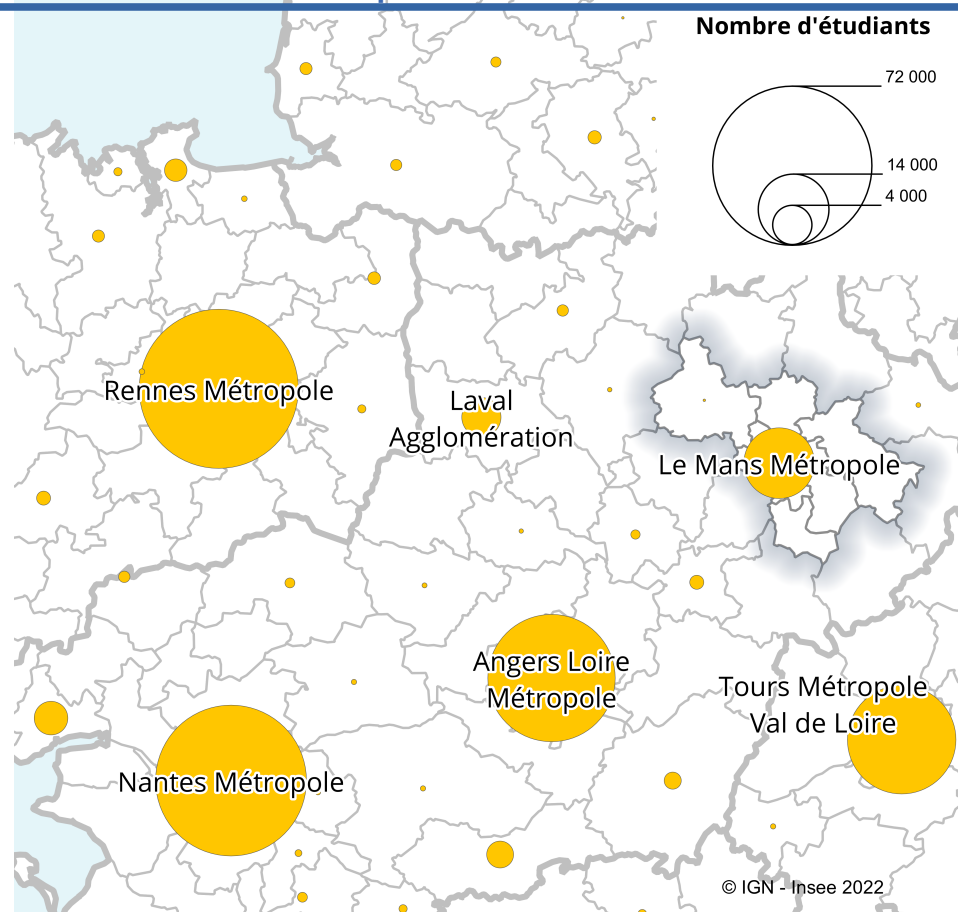 Nombre d'étudiants
72 000
14 000
4 000
Rennes Métropole
Laval
Agglomération
Le Mans Métropole
Angers Loire
Métropole
Tours Métropole
Val de Loire
Nantes Métropole
© IGN - Insee 2022